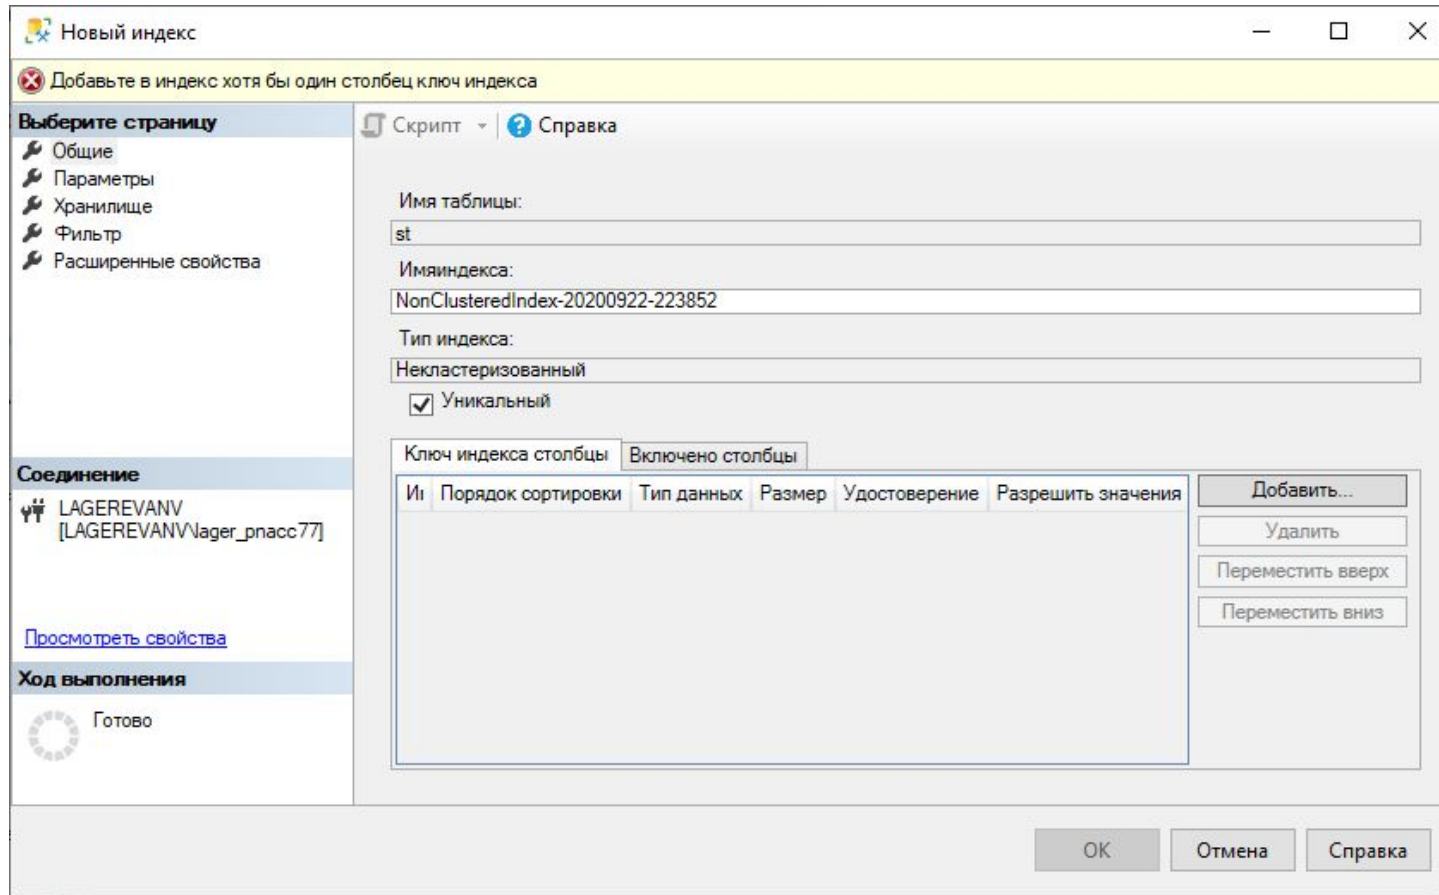 Новый индекс
Добавьте в индекс хотя бы один столбец ключ индекса
Выберите страницу
Общие
Параметры
Хранилище
Фильтр
Расширенные свойства
Соединение
LAGEREVANV
[LAGEREVANV\lager_pnacc77]
Просмотреть свойства
Ход выполнения
Готово
Скрипт Справка
Имя таблицы:
st
Имяиндекса:
NonClusteredIndex-20200922-223852
Тип индекса:
Некластеризованный
Уникальный
Ключ индекса столбцы Включено столбцы
Порядок сортировки Тип данных Размер Удостоверение Разрешить значения
Добавить...
Удалить
Переместить вверх
Переместить вниз
OK Отмена Справка